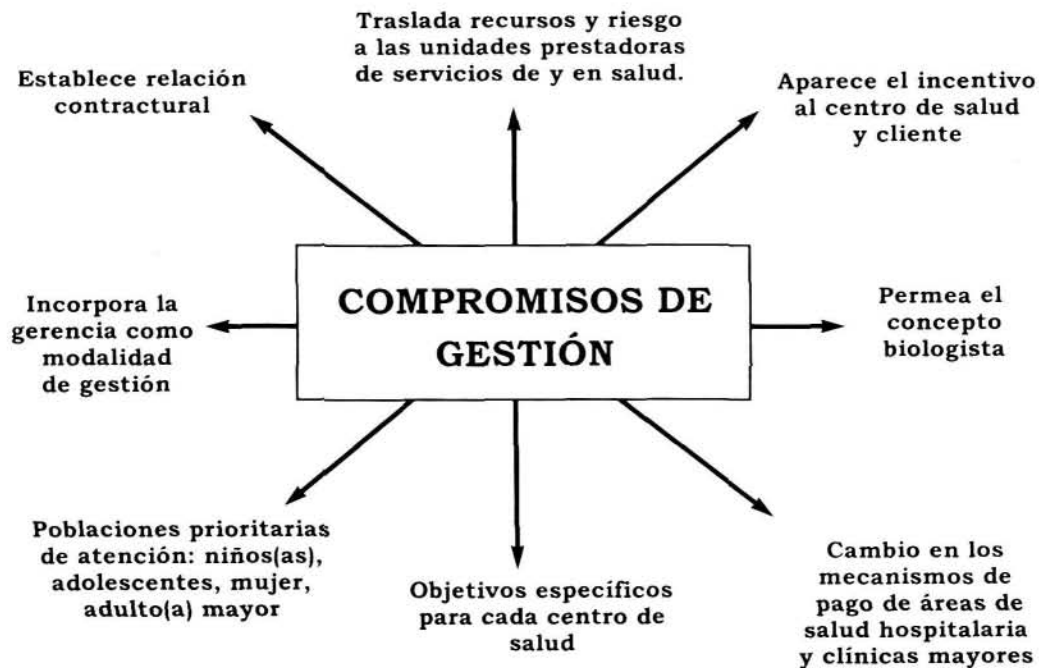 Traslada recursos y riesgo
a las unidades prestadoras
de servicios de y en salud.
Establece relación
contractural
Aparece el incentivo
al centro de salud
y cliente
COMPROMISOS DE
GESTIÓN
Incorpora la
gerencia como
modalidad
de gestión
Permea el
concepto
biologista
Poblaciones prioritarias
de atención: niños(as),
adolescentes, mujer,
adulto(a) mayor
Objetivos específicos
para cada centro de
salud
Cambio en los
mecanismos de
pago de áreas de
salud hospitalaria
y clínicas mayores